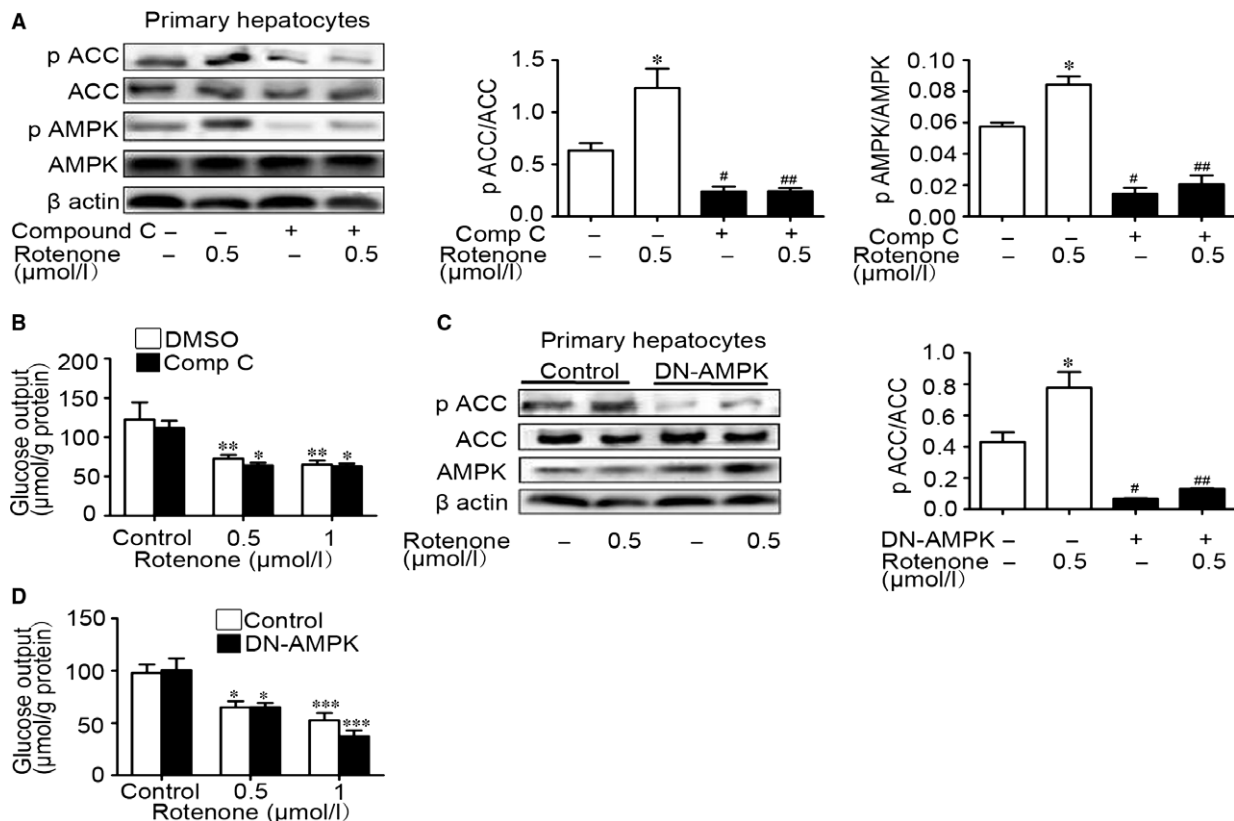 A
Primary hepatocytes
p ACC
ACC
p AMPK
AMPK
β actin
Compound C – – + +
Rotenone – 0.5 – 0.5
(μmol/l)
p ACC/ACC
1.5
1.0
0.5
0.0
*
#
##
Comp C – – + +
Rotenone – 0.5 – 0.5
(μmol/l)
p AMPK/AMPK
0.10
0.08
0.06
0.04
0.02
0.00
*
#
##
Comp C – – + +
Rotenone – 0.5 – 0.5
(μmol/l)
B
DMSO
Comp C
Glucose output
(μmol/g protein)
200
150
100
50
0
** *
** *
Control 0.5 1
Rotenone (μmol/l)
C
Primary hepatocytes
Control DN-AMPK
p ACC
ACC
AMPK
β actin
Rotenone – 0.5 – 0.5
(μmol/l)
p ACC/ACC
1.0
0.8
0.6
0.4
0.2
0.0
*
#
##
DN-AMPK – – + +
Rotenone – 0.5 – 0.5
(μmol/l)
D
Control
DN-AMPK
Glucose output
(μmol/g protein)
150
100
50
0
* *
*** ***
Control 0.5 1
Rotenone (μmol/l)